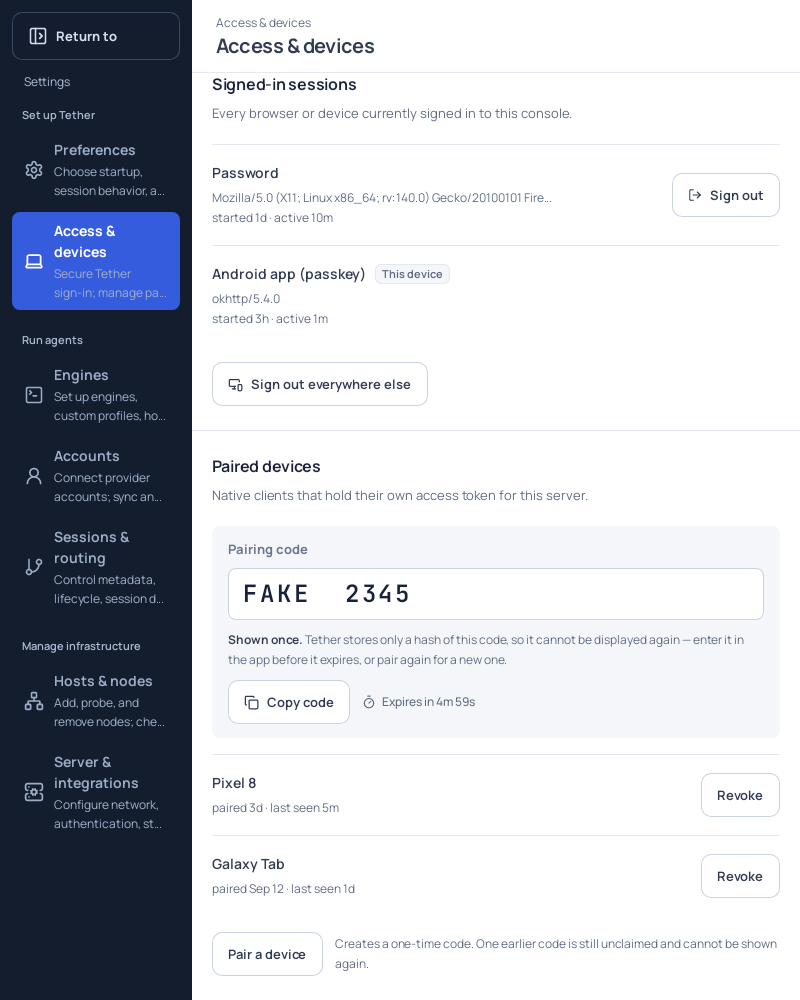 Return to
Settings
Set up Tether
Preferences
Choose startup,
session behavior, a...
Access &
devices
Secure Tether
sign-in; manage pa...
Run agents
Engines
Set up engines,
custom profiles, ho...
Accounts
Connect provider
accounts; sync an...
Sessions &
routing
Control metadata,
lifecycle, session d...
Manage infrastructure
Hosts & nodes
Add, probe, and
remove nodes; che...
Server &
integrations
Configure network,
authentication, st...
Access & devices
Access & devices
Signed-in sessions
Every browser or device currently signed in to this console.
Password
Mozilla/5.0 (X11; Linux x86_64; rv:140.0) Gecko/20100101 Fire...
started 1d · active 10m
Sign out
Android app (passkey) This device
okhttp/5.4.0
started 3h · active 1m
Sign out everywhere else
Paired devices
Native clients that hold their own access token for this server.
Pairing code
FAKE 2345
Shown once. Tether stores only a hash of this code, so it cannot be displayed again — enter it in
the app before it expires, or pair again for a new one.
Copy code Expires in 4m 59s
Pixel 8
paired 3d · last seen 5m
Revoke
Galaxy Tab
paired Sep 12 · last seen 1d
Revoke
Pair a device
Creates a one-time code. One earlier code is still unclaimed and cannot be shown
again.